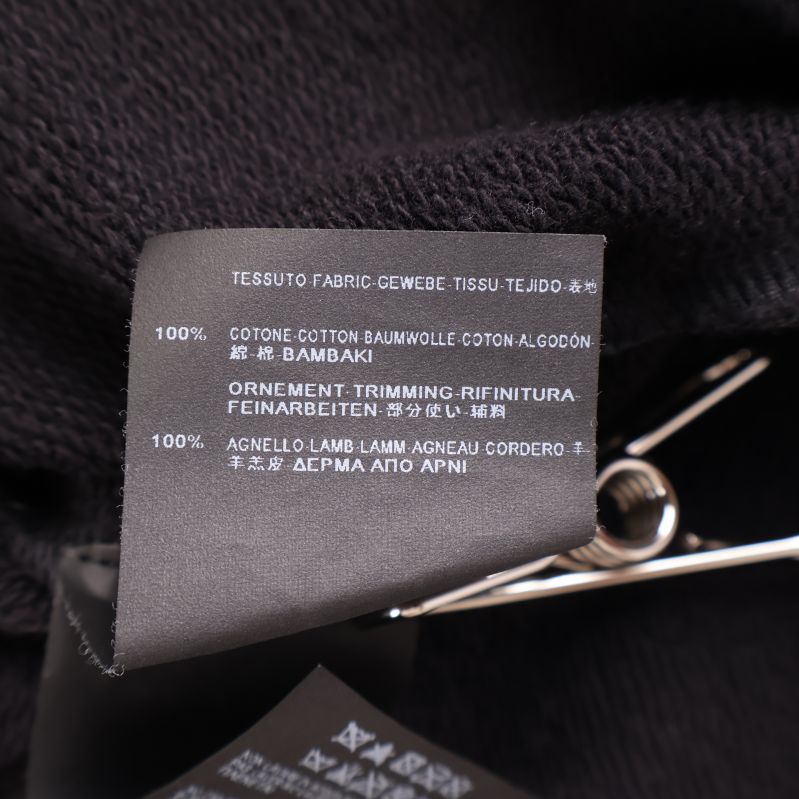 TESSUTO-FABRIC-GEWEBE-TISSU-TEJIDO-表地
100% COTONE-COTTON-BAUMWOLLE-COTON-ALGODÓN-
綿-棉-BAMBAKI
ORNEMENT-TRIMMING-RIFINITURA-
FEINARBEITEN-部分使い-辅料
100% AGNELLO-LAMB-LAMM-AGNEAU-CORDERO-羊
羊羔皮-ΔΕΡΜΑ ΑΠΟ ΑΡΝΙ